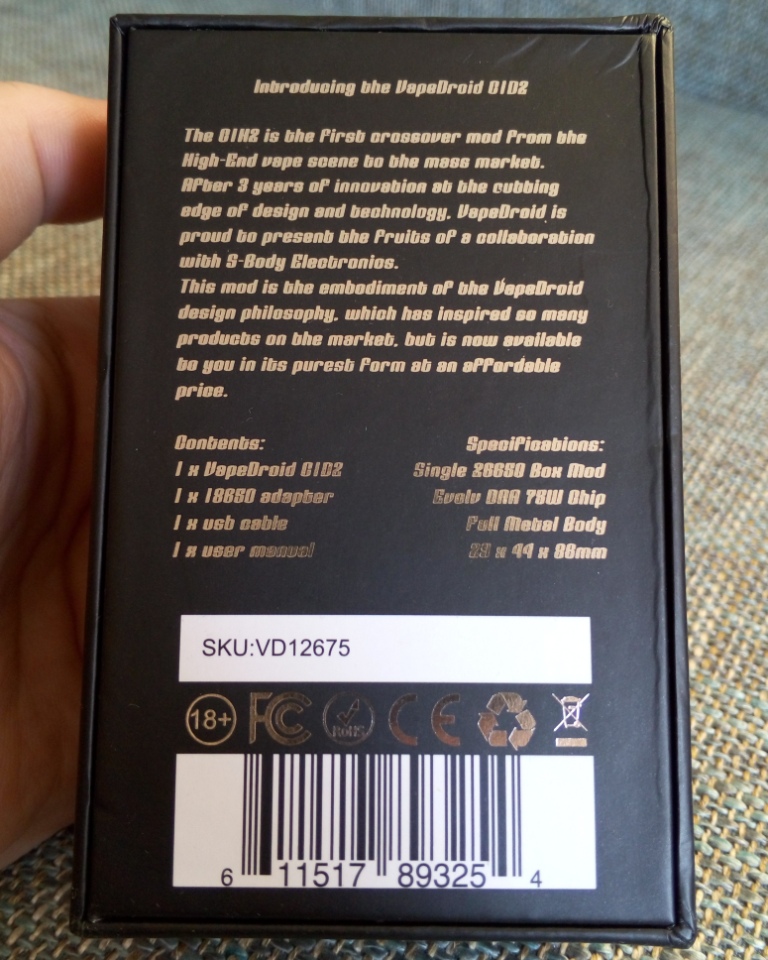 Introducing the VapeDroid C1D2
The C1D2 is the first crossover mod from the
High-End vape scene to the mass market.
After 3 years of innovation at the cutting
edge of design and technology, VapeDroid is
proud to present the fruits of a collaboration
with S-Body Electronics.
This mod is the embodiment of the VapeDroid
design philosophy, which has inspired so many
products on the market, but is now available
to you in its purest form at an affordable
price.
Contents:
1 x VapeDroid C1D2
1 x 18650 adapter
1 x usb cable
1 x user manual
Specifications:
Single 26650 Box Mod
Evolv DNA 75W Chip
Full Metal Body
x 44 x 86mm
SKU:VD12675
18+ FC RoHS CE
6 11517 89325 4